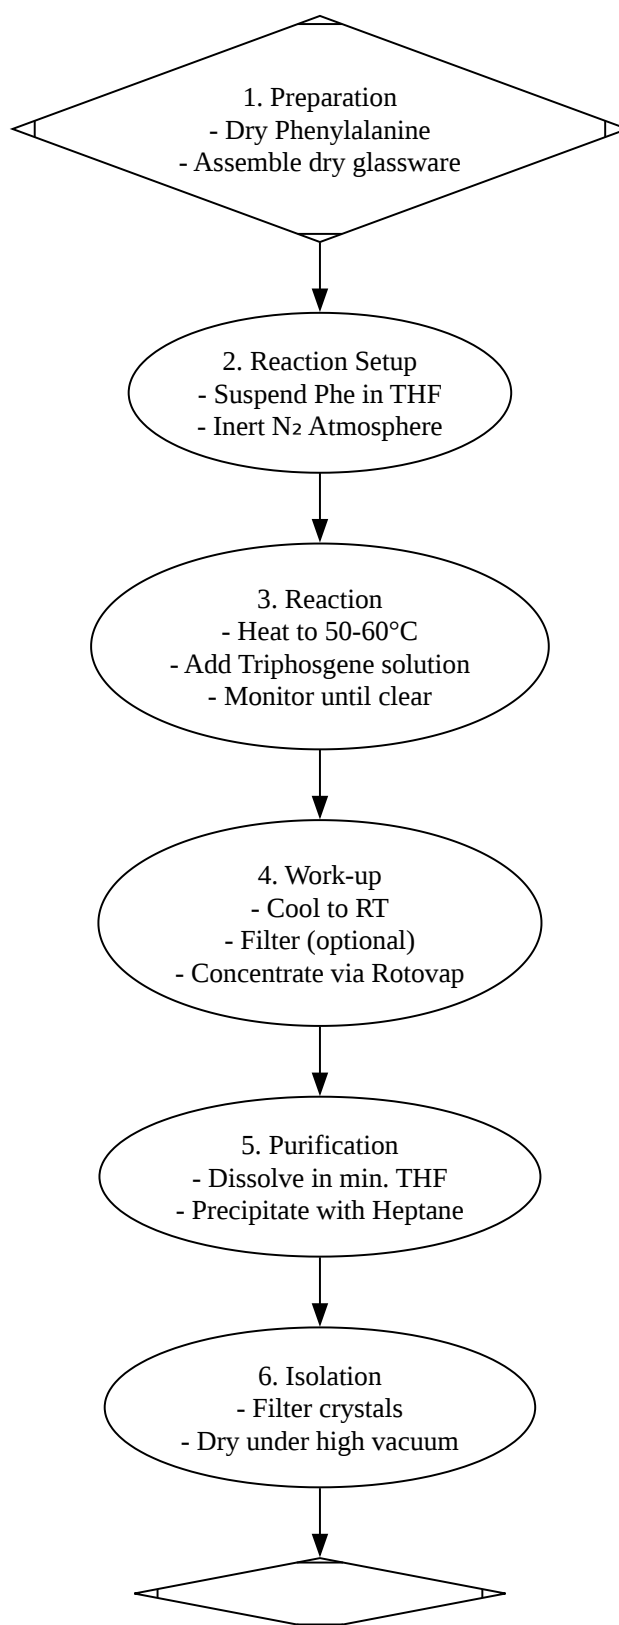 1. Preparation
- Dry Phenylalanine
- Assemble dry glassware
2. Reaction Setup
- Suspend Phe in THF
- Inert N₂ Atmosphere
3. Reaction
- Heat to 50-60°C
- Add Triphosgene solution
- Monitor until clear
4. Work-up
- Cool to RT
- Filter (optional)
- Concentrate via Rotovap
5. Purification
- Dissolve in min. THF
- Precipitate with Heptane
6. Isolation
- Filter crystals
- Dry under high vacuum